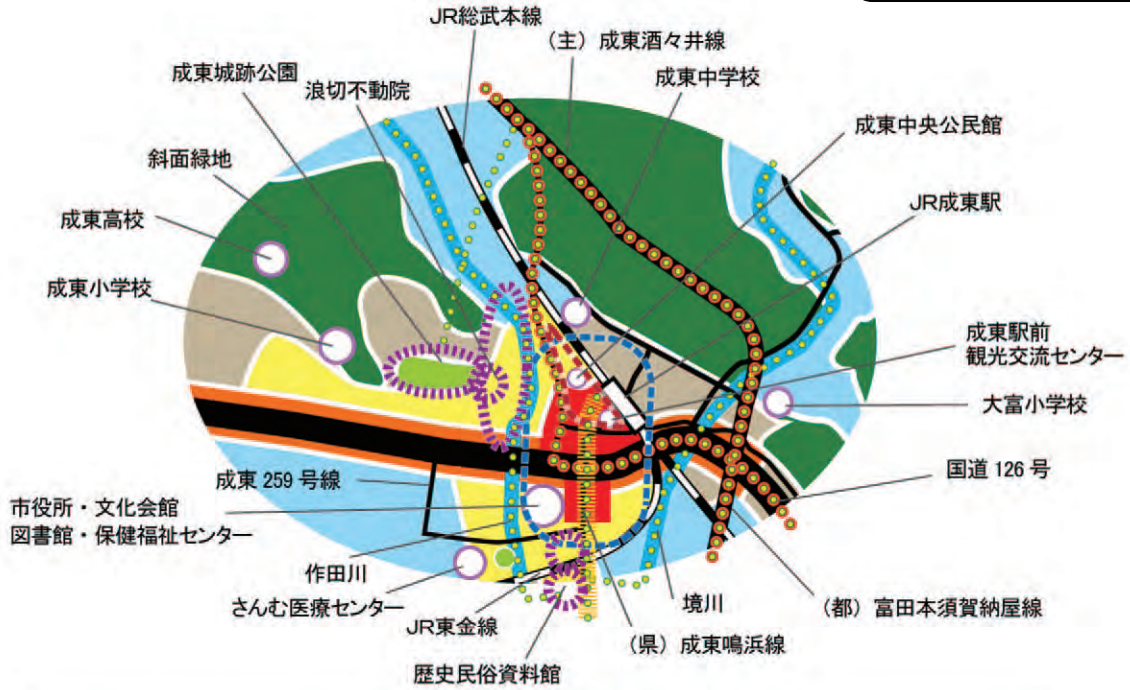 JR総武本線
（主）成東酒々井線
成東城跡公園
浪切不動院
成東中学校
成東中央公民館
斜面緑地
JR成東駅
成東高校
成東小学校
成東駅前
観光交流センター
大富小学校
国道 126 号
成東 259 号線
市役所・文化会館
図書館・保健福祉センター
作田川
さんむ医療センター
JR東金線
境川
（都）富田本須賀納屋線
（県）成東鳴浜線
歴史民俗資料館